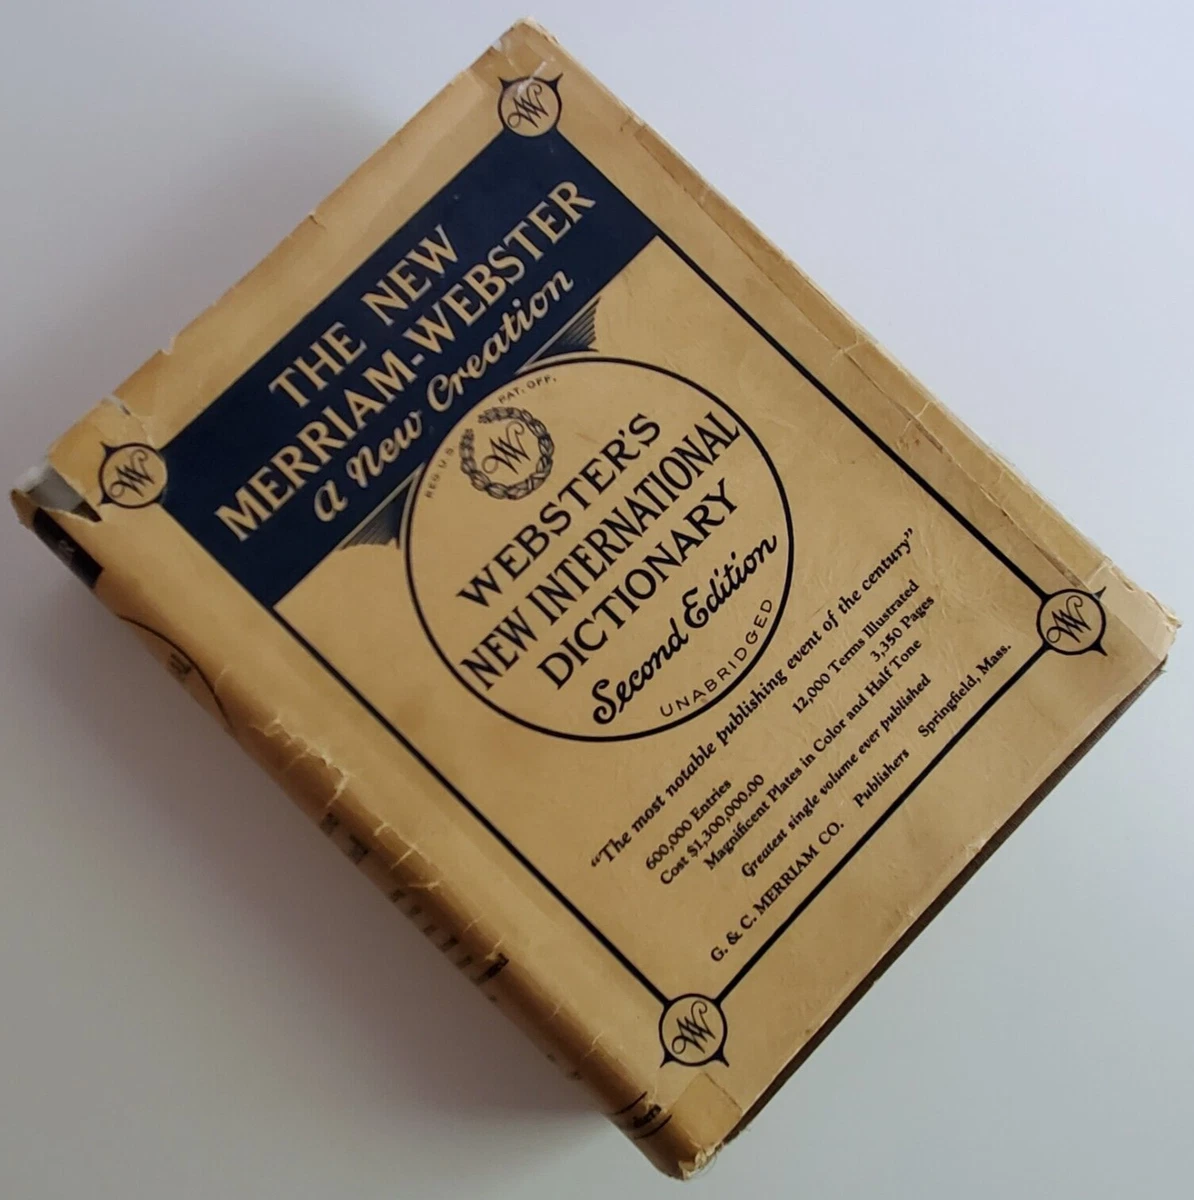 THE NEW
MERRIAM-WEBSTER
A New Creation
REG. U.S. PAT. OFF.
W
WEBSTER'S
NEW INTERNATIONAL
DICTIONARY
Second Edition
UNABRIDGED
"The most notable publishing event of the century"
600,000 Entries 12,000 Terms Illustrated
Cost $1,300,000.00 3,350 Pages
Magnificent Plates in Color and Half Tone
Greatest single volume ever published
G. & C. MERRIAM CO. Publishers Springfield, Mass.
W
W
W
W